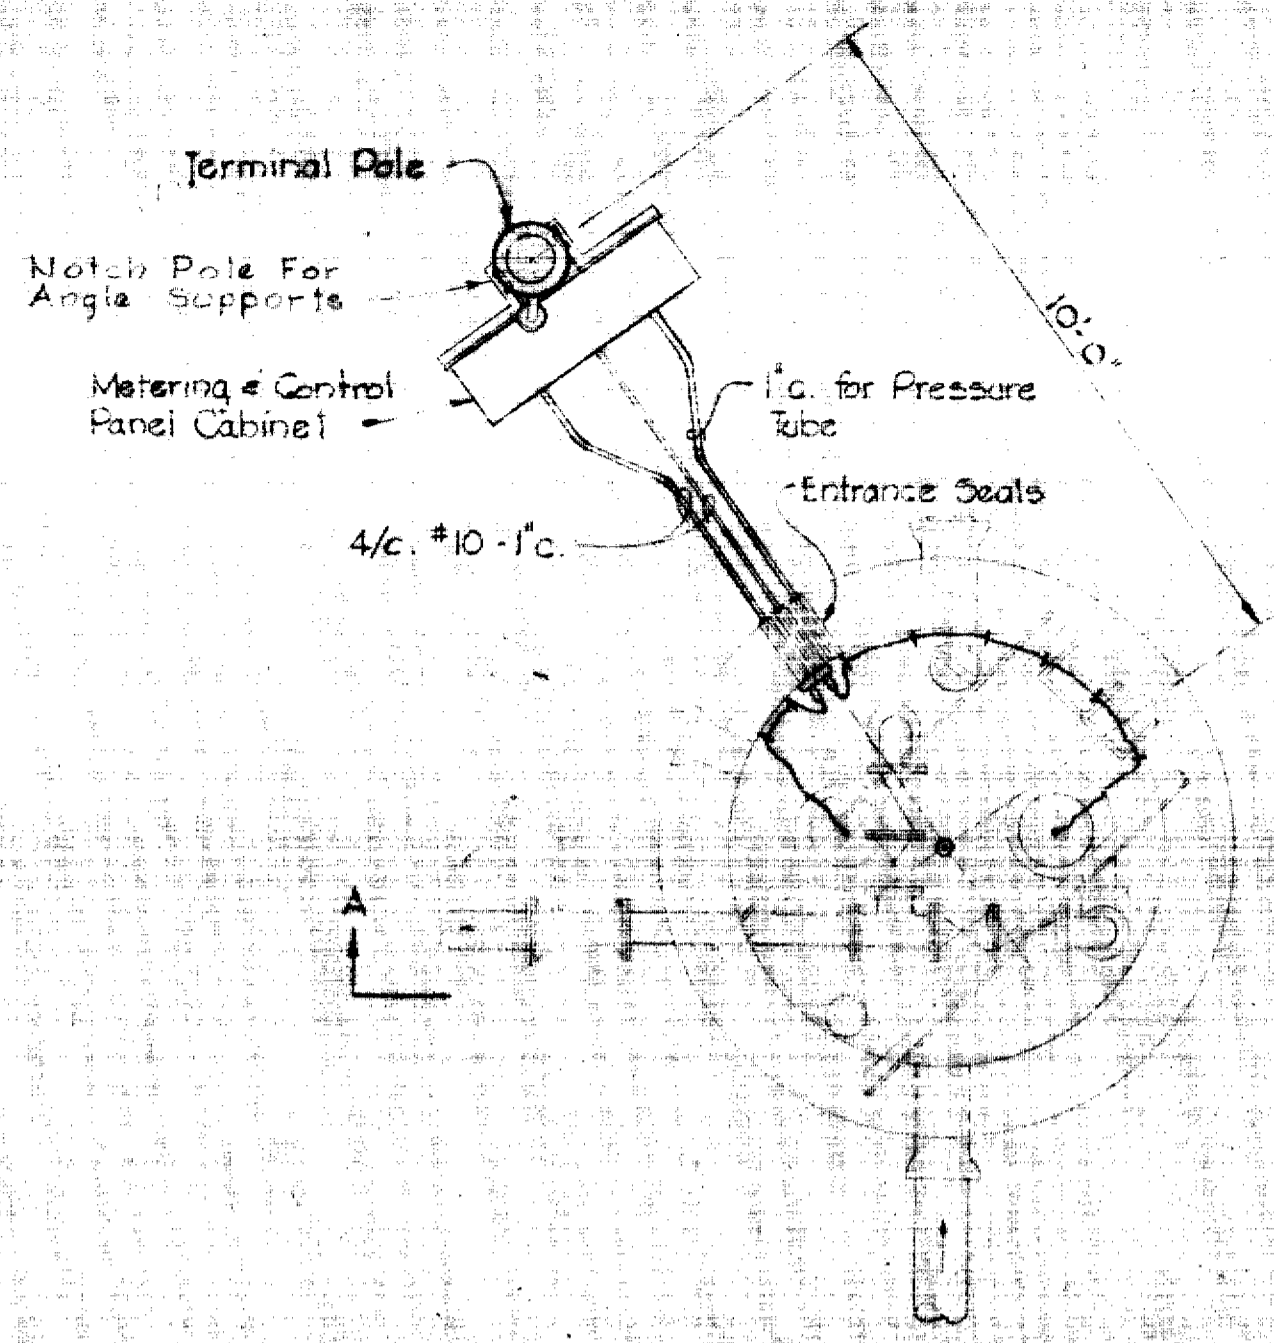 Terminal Pole
Notch Pole For
Angle Supports
Metering & Control
Panel Cabinet
10'-0"
1"c. for Pressure
Tube
Entrance Seals
4/c. #10 - 1"c.
A